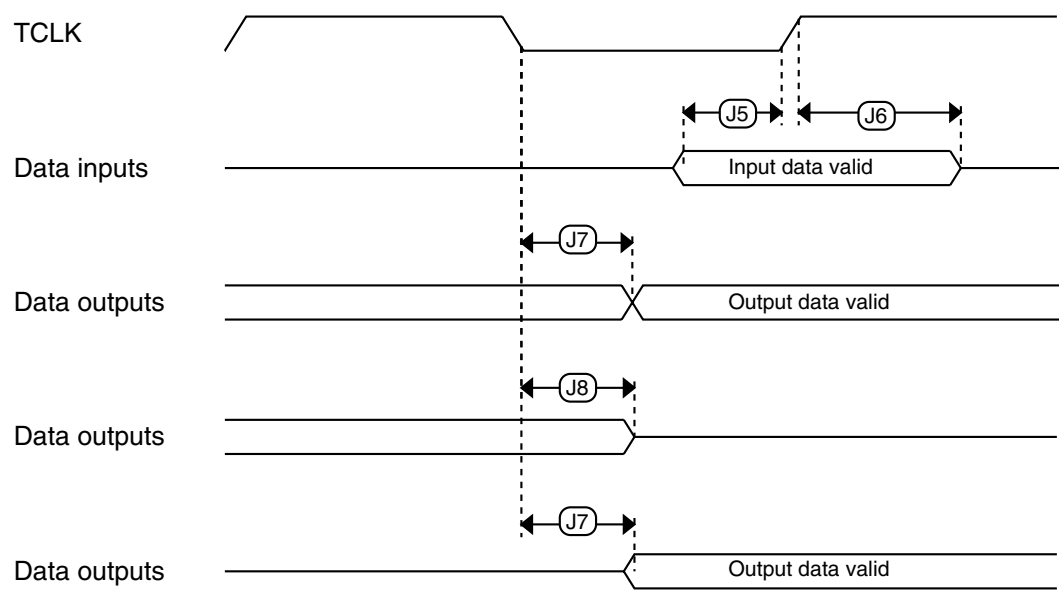 TCLK
J5
J6
Data inputs
Input data valid
J7
Data outputs
Output data valid
J8
Data outputs
J7
Data outputs
Output data valid